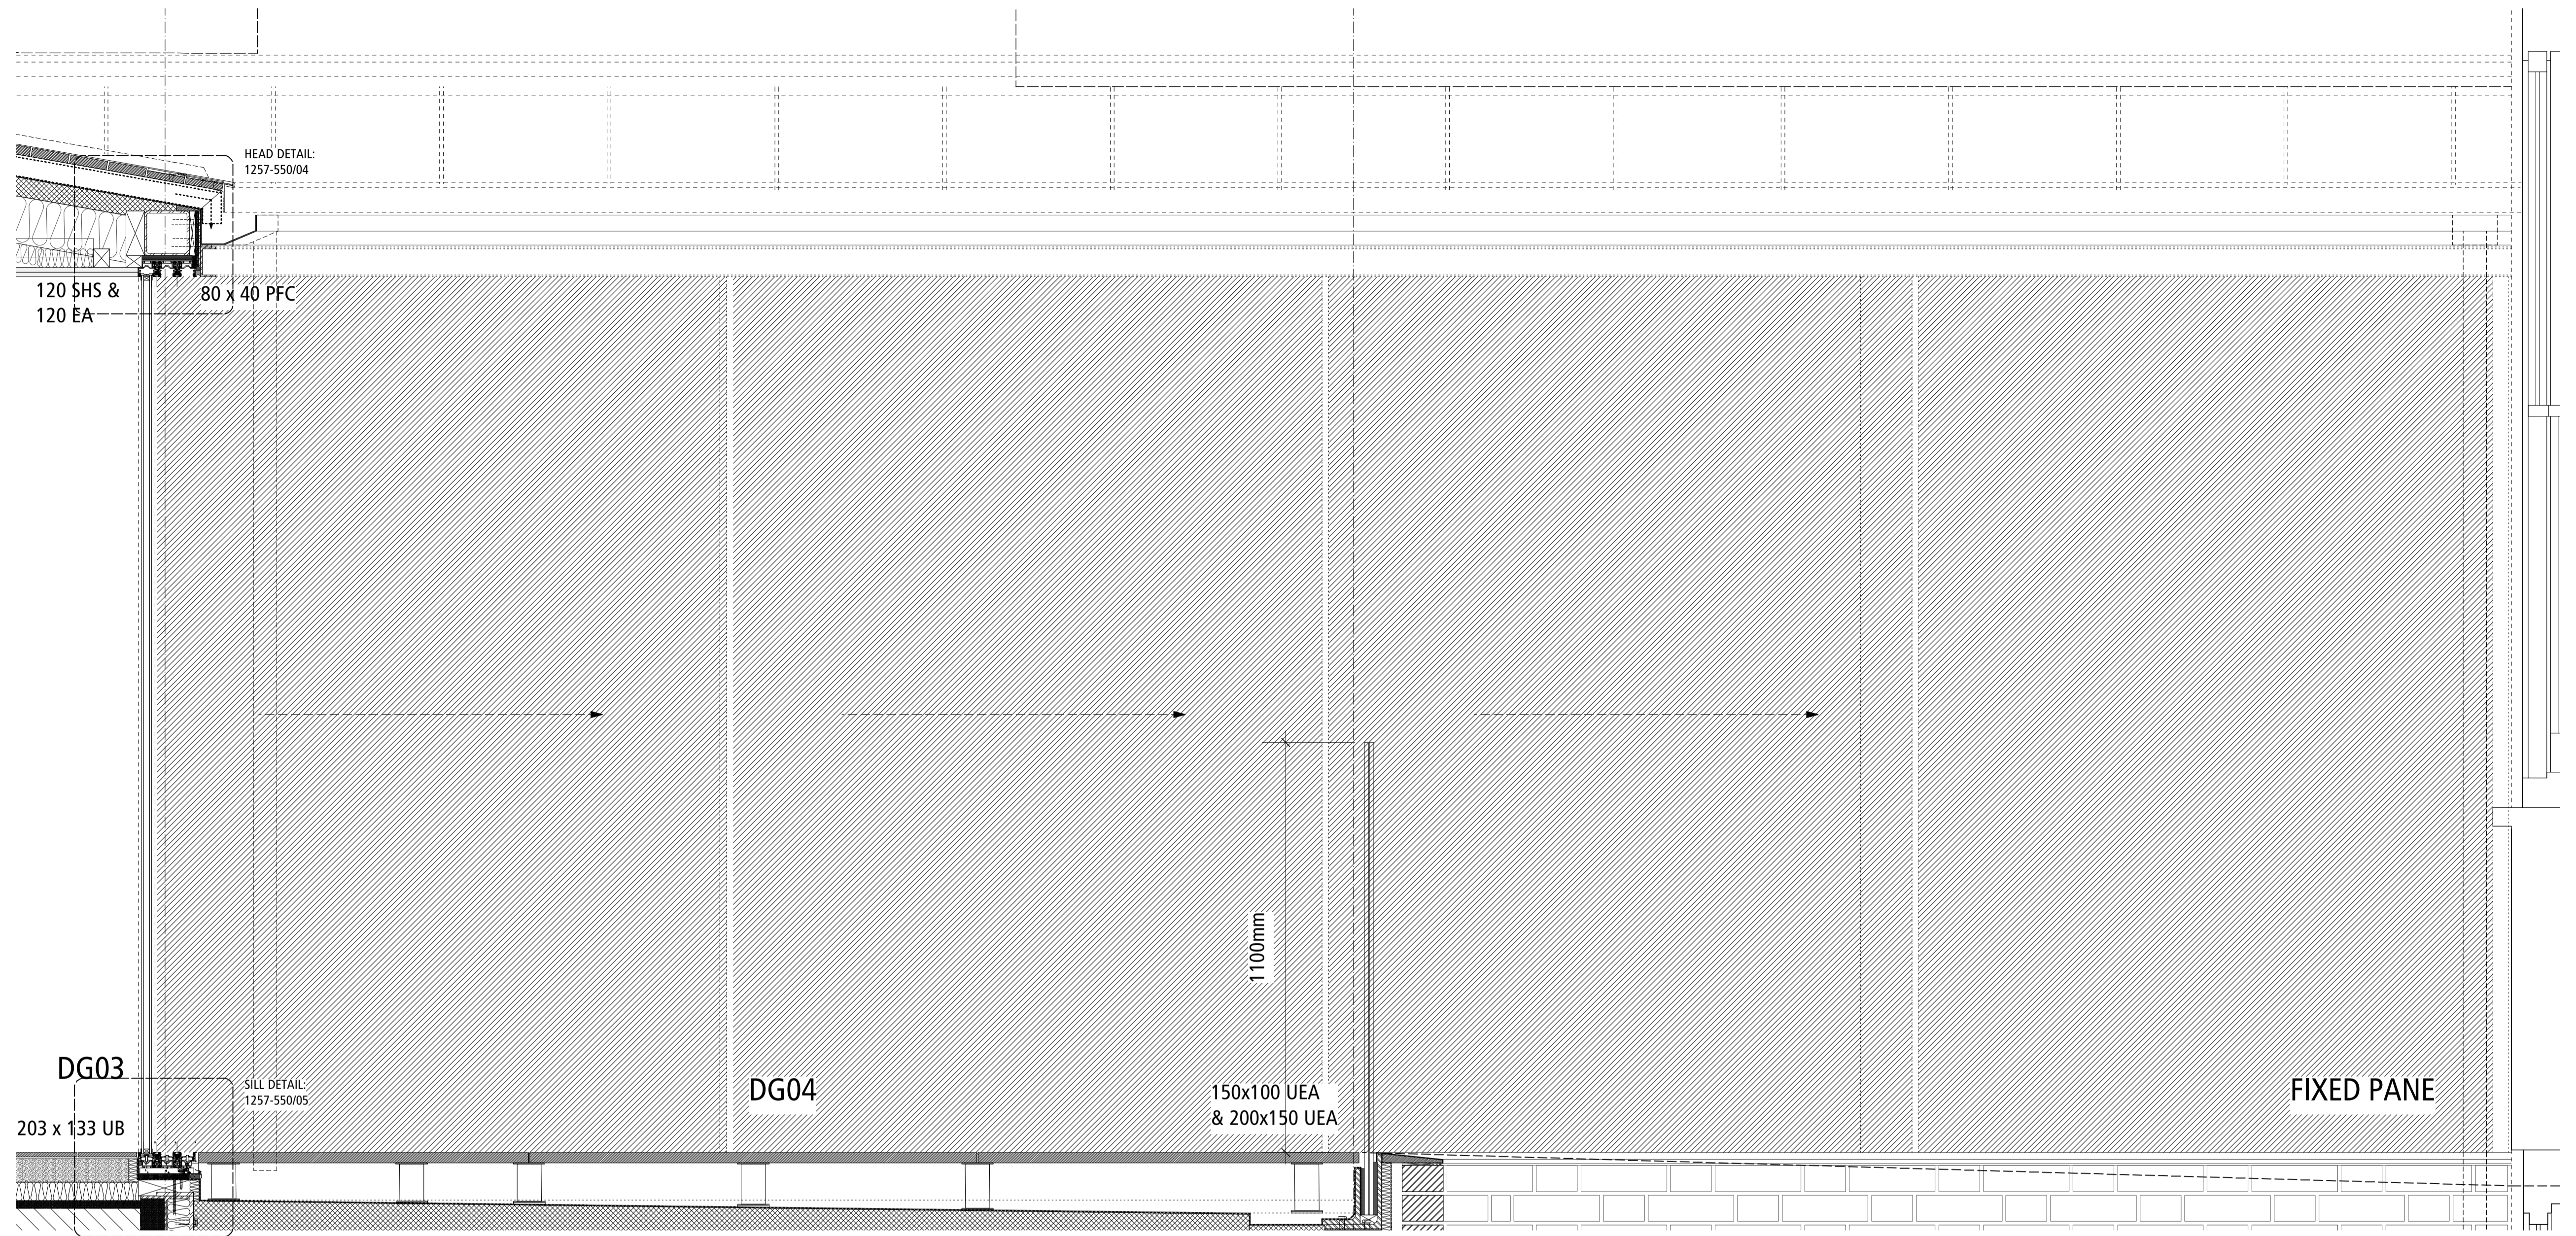 HEAD DETAIL:
1257-550/04
120 SHS &
120 EA
80 x 40 PFC
1100mm
DG03
SILL DETAIL:
1257-550/05
203 x 133 UB
DG04
150x100 UEA
& 200x150 UEA
FIXED PANE